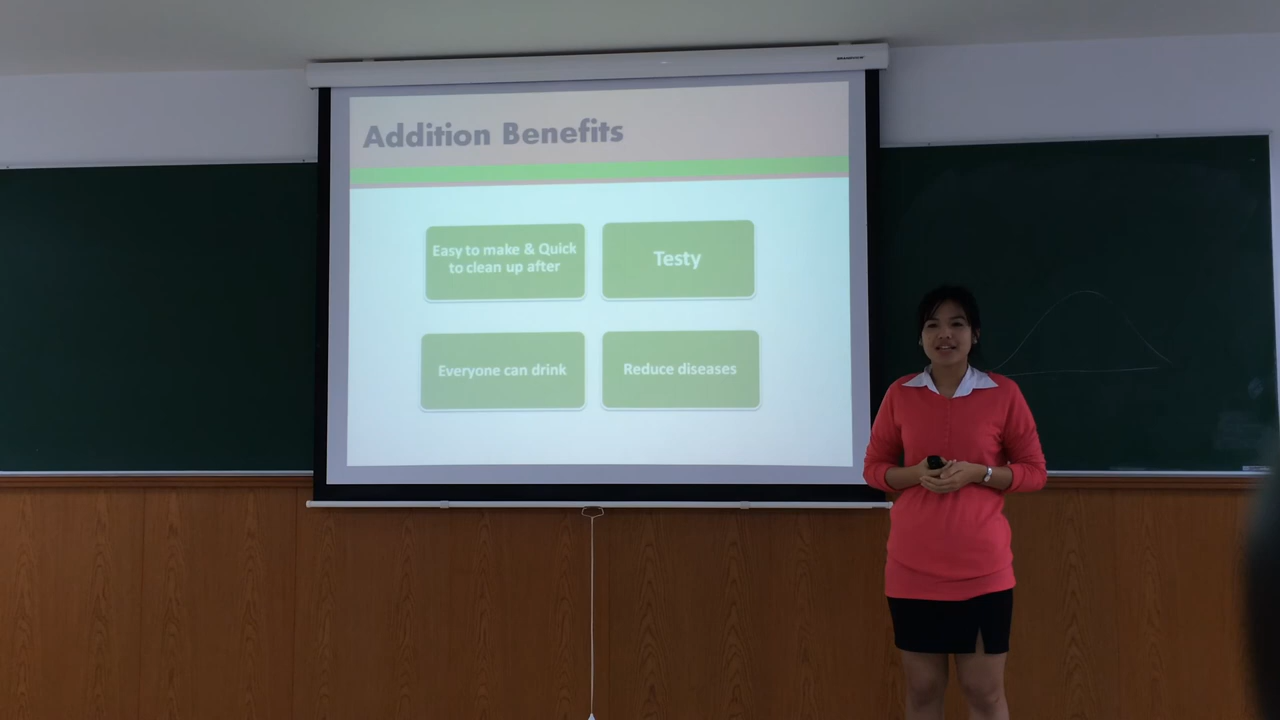 Addition Benefits
Easy to make & Quick
to clean up after
Testy
Everyone can drink
Reduce diseases